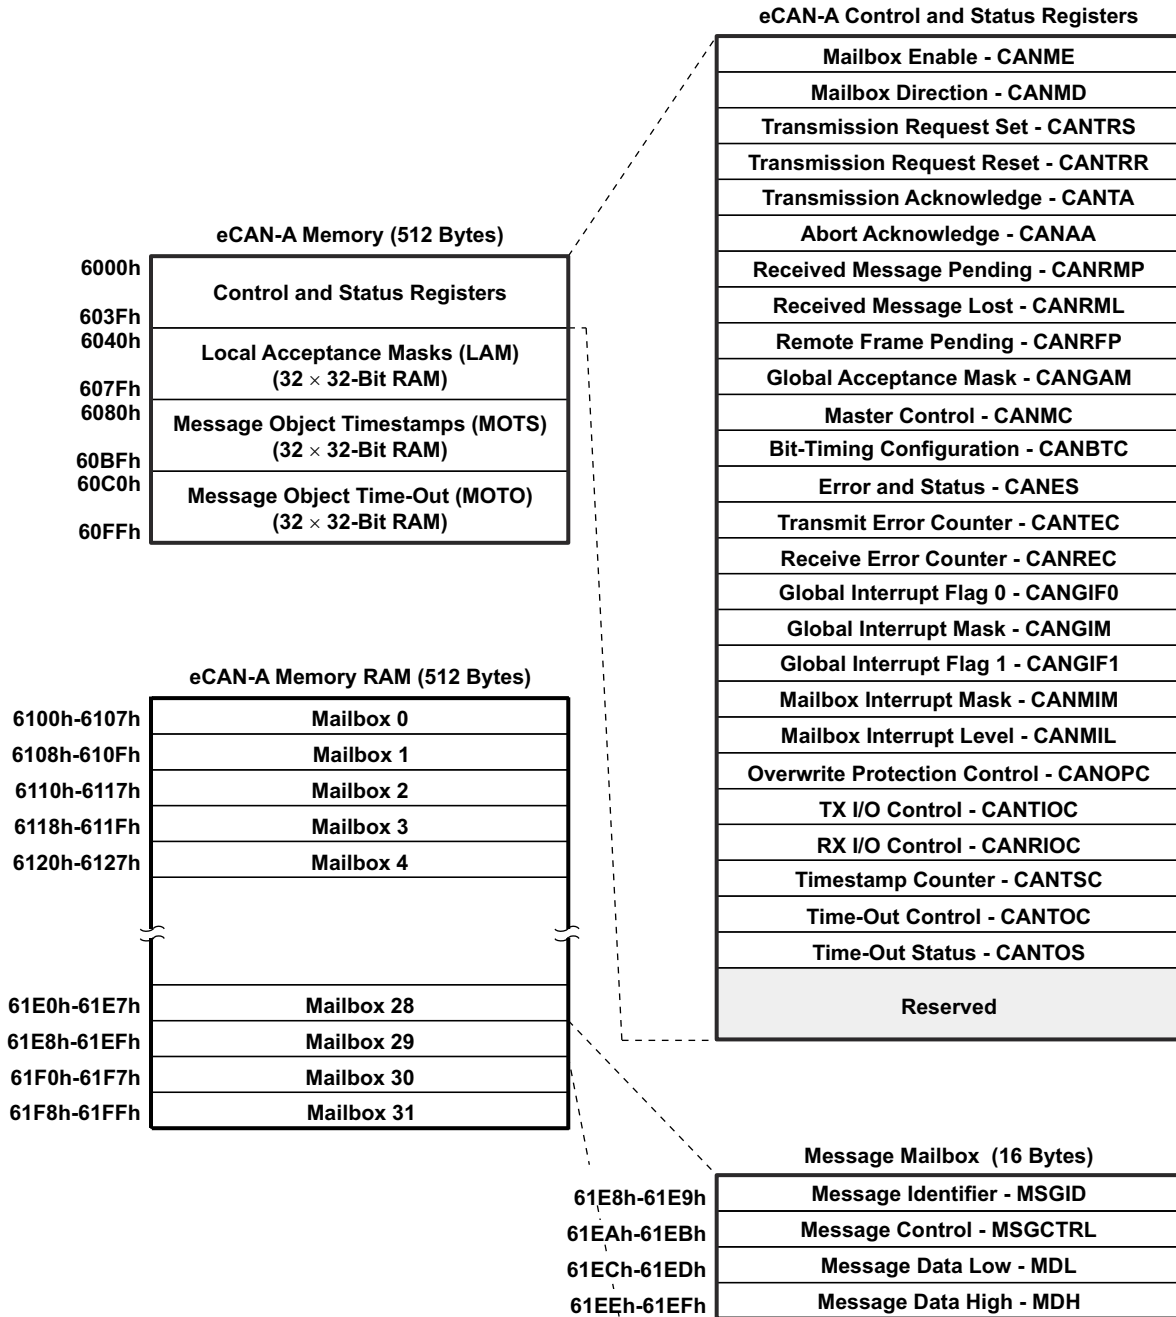 eCAN-A Control and Status Registers
Mailbox Enable - CANME
Mailbox Direction - CANMD
Transmission Request Set - CANTRS
Transmission Request Reset - CANTRR
Transmission Acknowledge - CANTA
Abort Acknowledge - CANAA
Received Message Pending - CANRMP
Received Message Lost - CANRML
Remote Frame Pending - CANRFP
Global Acceptance Mask - CANGAM
Master Control - CANMC
Bit-Timing Configuration - CANBTC
Error and Status - CANES
Transmit Error Counter - CANTEC
Receive Error Counter - CANREC
Global Interrupt Flag 0 - CANGIF0
Global Interrupt Mask - CANGIM
Global Interrupt Flag 1 - CANGIF1
Mailbox Interrupt Mask - CANMIM
Mailbox Interrupt Level - CANMIL
Overwrite Protection Control - CANOPC
TX I/O Control - CANTIOC
RX I/O Control - CANRIOC
Timestamp Counter - CANTSC
Time-Out Control - CANTOC
Time-Out Status - CANTOS
Reserved
eCAN-A Memory (512 Bytes)
6000h
Control and Status Registers
603Fh
6040h
Local Acceptance Masks (LAM)
(32 × 32-Bit RAM)
607Fh
6080h
Message Object Timestamps (MOTS)
(32 × 32-Bit RAM)
60BFh
60C0h
Message Object Time-Out (MOTO)
(32 × 32-Bit RAM)
60FFh
eCAN-A Memory RAM (512 Bytes)
6100h-6107h Mailbox 0
6108h-610Fh Mailbox 1
6110h-6117h Mailbox 2
6118h-611Fh Mailbox 3
6120h-6127h Mailbox 4
61E0h-61E7h Mailbox 28
61E8h-61EFh Mailbox 29
61F0h-61F7h Mailbox 30
61F8h-61FFh Mailbox 31
Message Mailbox (16 Bytes)
61E8h-61E9h Message Identifier - MSGID
61EAh-61EBh Message Control - MSGCTRL
61ECh-61EDh Message Data Low - MDL
61EEh-61EFh Message Data High - MDH